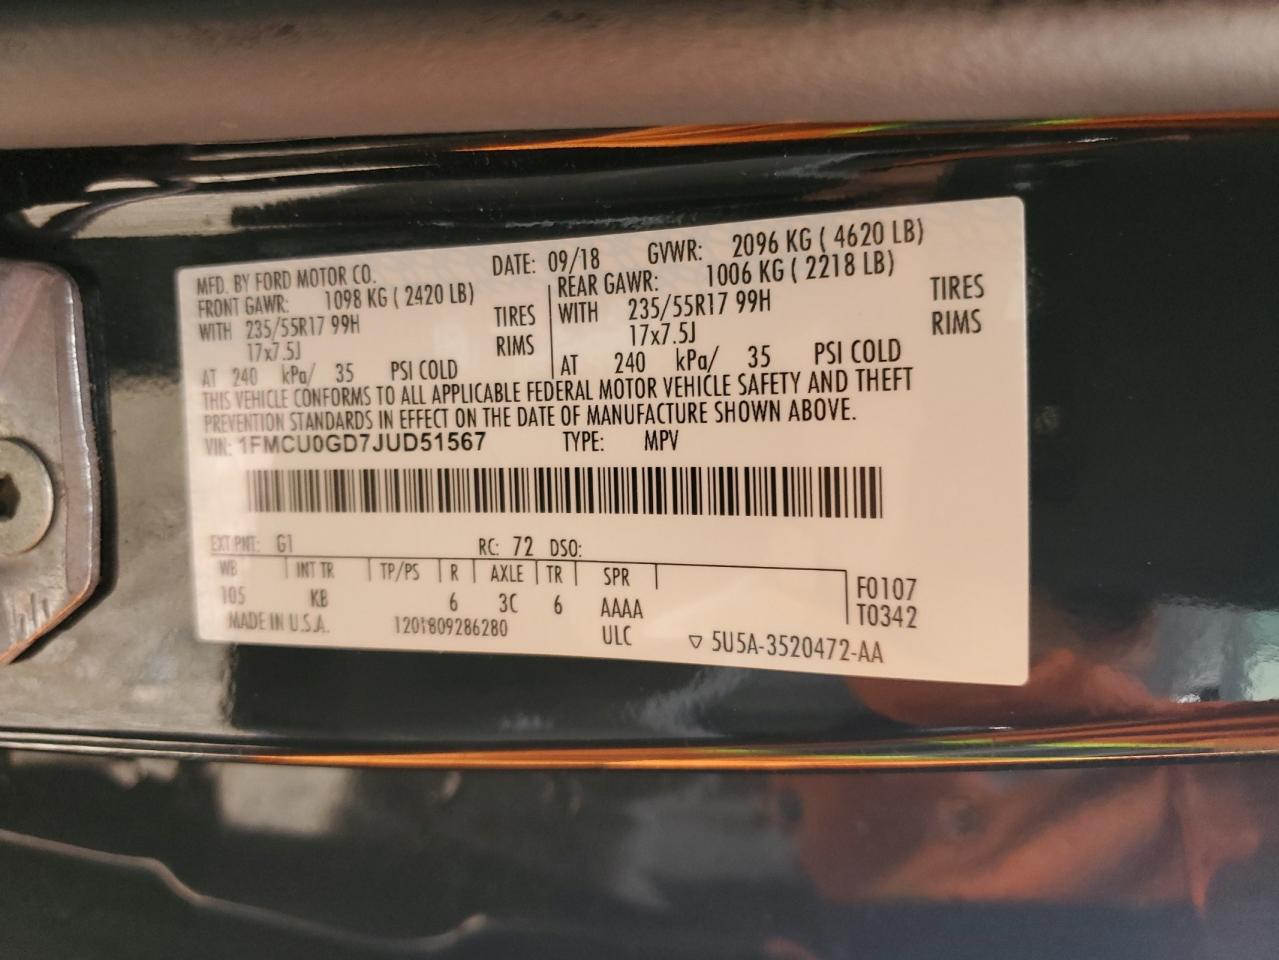 MFD. BY FORD MOTOR CO. DATE: 09/18 GVWR: 2096 KG ( 4620 LB)
FRONT GAWR: 1098 KG ( 2420 LB) REAR GAWR: 1006 KG ( 2218 LB)
WITH 235/55R17 99H TIRES WITH 235/55R17 99H TIRES
17x7.5J RIMS 17x7.5J RIMS
AT 240 kPa/ 35 PSI COLD AT 240 kPa/ 35 PSI COLD
THIS VEHICLE CONFORMS TO ALL APPLICABLE FEDERAL MOTOR VEHICLE SAFETY AND THEFT
PREVENTION STANDARDS IN EFFECT ON THE DATE OF MANUFACTURE SHOWN ABOVE.
VIN: 1FMCU0GD7JUD51567 TYPE: MPV
EXT PNT: G1 RC: 72 DSO:
WB INT TR TP/PS R AXLE TR SPR F0107
105 KB 6 3C 6 AAAA T0342
MADE IN U.S.A. 1201809286280 ULC ▽ 5U5A-3520472-AA